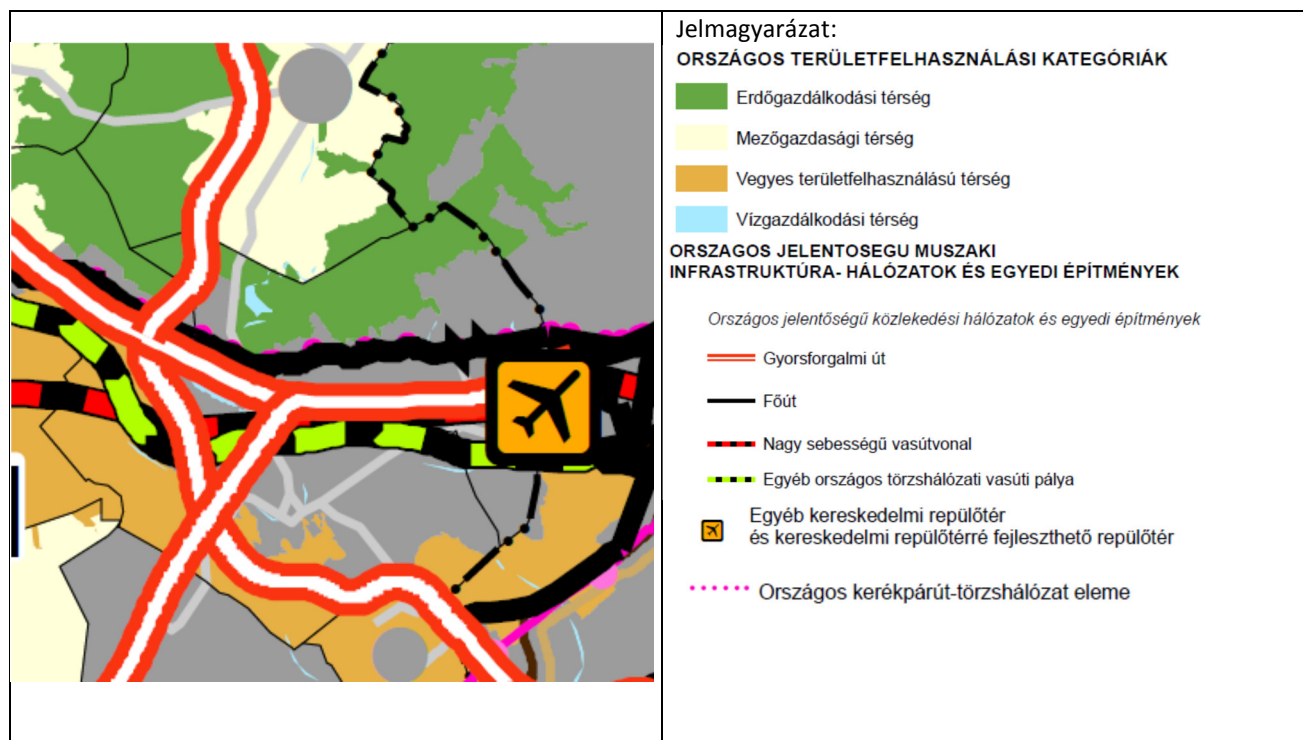 Jelmagyarázat:
ORSZÁGOS TERÜLETFELHASZNÁLÁSI KATEGÓRIÁK
Erdőgazdálkodási térség
Mezőgazdasági térség
Vegyes területfelhasználású térség
Vízgazdálkodási térség
ORSZAGOS JELENTOSEGU MUSZAKI
INFRASTRUKTÚRA- HÁLÓZATOK ÉS EGYEDI ÉPÍTMÉNYEK
Országos jelentőségű közlekedési hálózatok és egyedi építmények
Gyorsforgalmi út
Főút
Nagy sebességű vasútvonal
Egyéb országos törzshálózati vasúti pálya
Egyéb kereskedelmi repülőtér
és kereskedelmi repülőtérré fejleszthető repülőtér
Országos kerékpárút-törzshálózat eleme